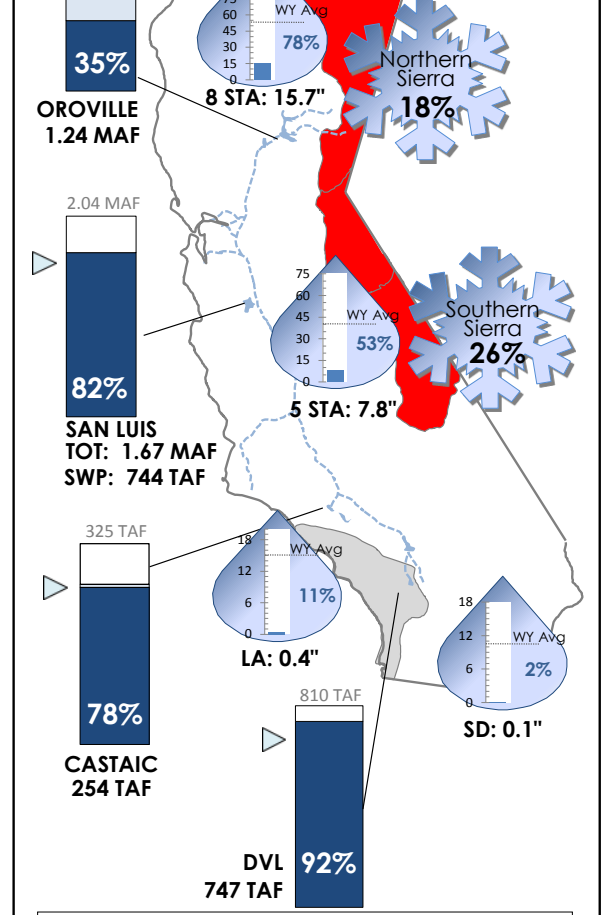 75
60
45
30
15
0
WY Avg
78%
8 STA: 15.7"
35%
OROVILLE
1.24 MAF
Northern
Sierra
18%
2.04 MAF
82%
SAN LUIS
TOT: 1.67 MAF
SWP: 744 TAF
75
60
45
30
15
0
WY Avg
53%
5 STA: 7.8"
Southern
Sierra
26%
325 TAF
78%
CASTAIC
254 TAF
18
12
6
0
WY Avg
11%
LA: 0.4"
18
12
6
0
WY Avg
2%
SD: 0.1"
810 TAF
92%
DVL
747 TAF